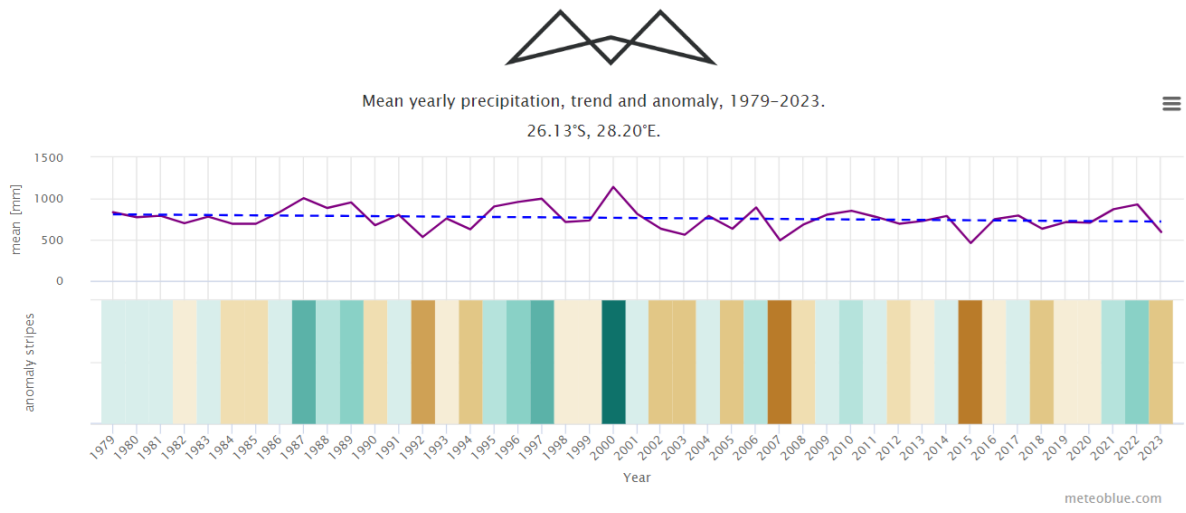 Mean yearly precipitation, trend and anomaly, 1979-2023.
26.13°S, 28.20°E.
1500
1000
500
0
mean [mm]
anomaly stripes
1979 1980 1981 1982 1983 1984 1985 1986 1987 1988 1989 1990 1991 1992 1993 1994 1995 1996 1997 1998 1999 2000 2001 2002 2003 2004 2005 2006 2007 2008 2009 2010 2011 2012 2013 2014 2015 2016 2017 2018 2019 2020 2021 2022 2023
Year
meteoblue.com